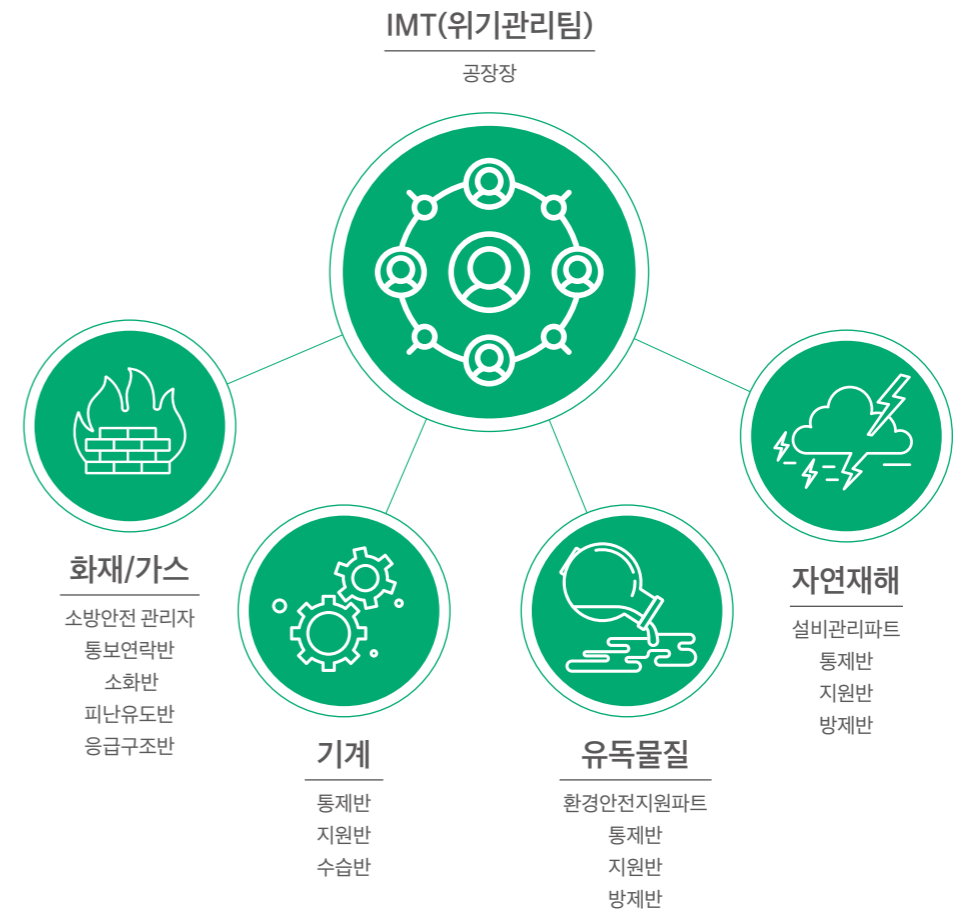 IMT(위기관리팀)
공장장
화재/가스
소방안전 관리자
통보연락반
소화반
피난유도반
응급구조반
기계
통제반
지원반
수습반
유독물질
환경안전지원파트
통제반
지원반
방제반
자연재해
설비관리파트
통제반
지원반
방제반